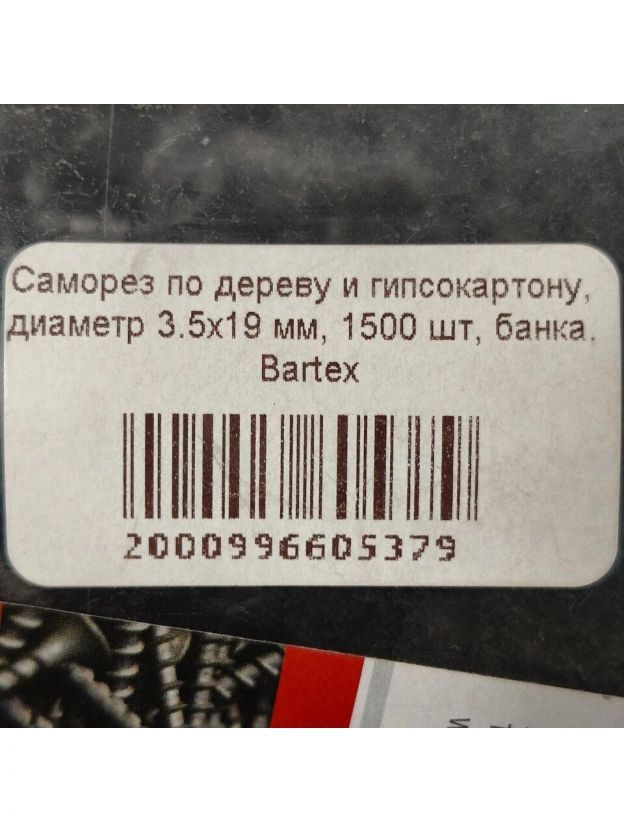 Саморез по дереву и гипсокартону,
диаметр 3.5х19 мм, 1500 шт, банка,
Bartex
2000996605379